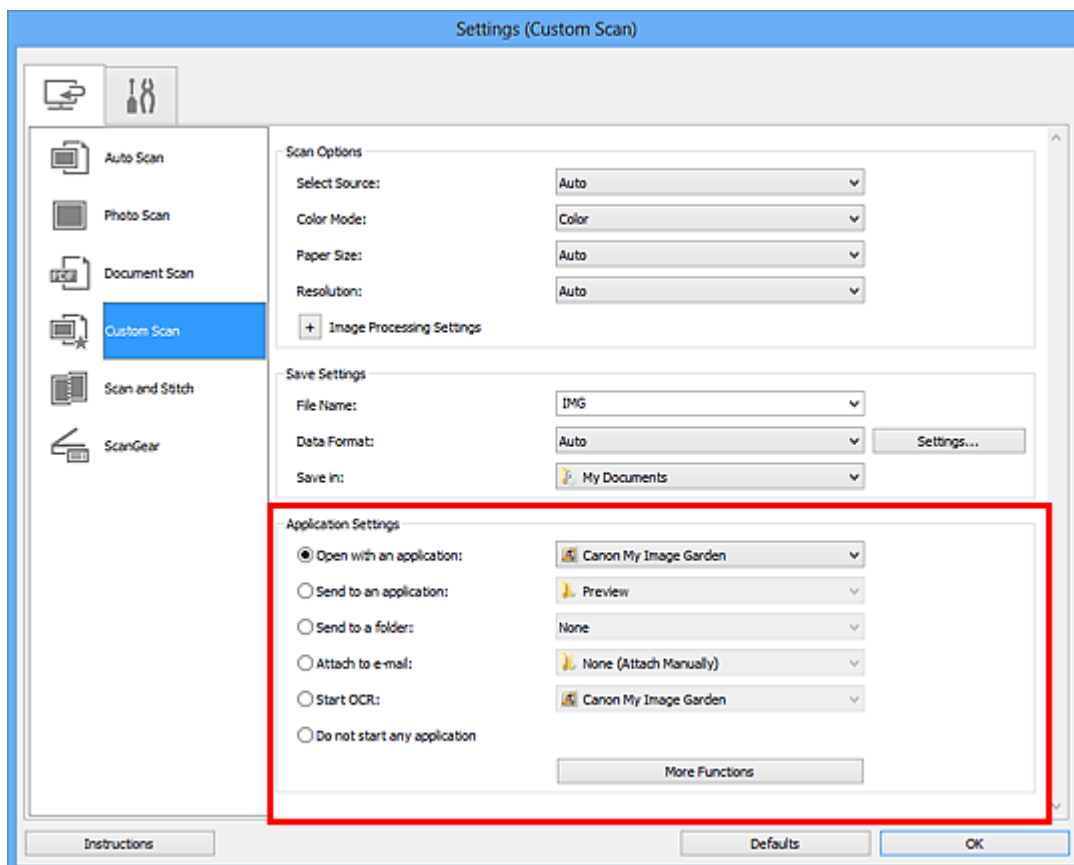 Settings (Custom Scan)
Auto Scan
Photo Scan
PDF
Document Scan
Custom Scan
Scan and Stitch
ScanGear
Scan Options
Select Source: Auto
Color Mode: Color
Paper Size: Auto
Resolution: Auto
+ Image Processing Settings
Save Settings
File Name: IMG
Data Format: Auto Settings...
Save in: My Documents
Application Settings
Open with an application: Canon My Image Garden
Send to an application: Preview
Send to a folder: None
Attach to e-mail: None (Attach Manually)
Start OCR: Canon My Image Garden
Do not start any application
More Functions
Instructions Defaults OK